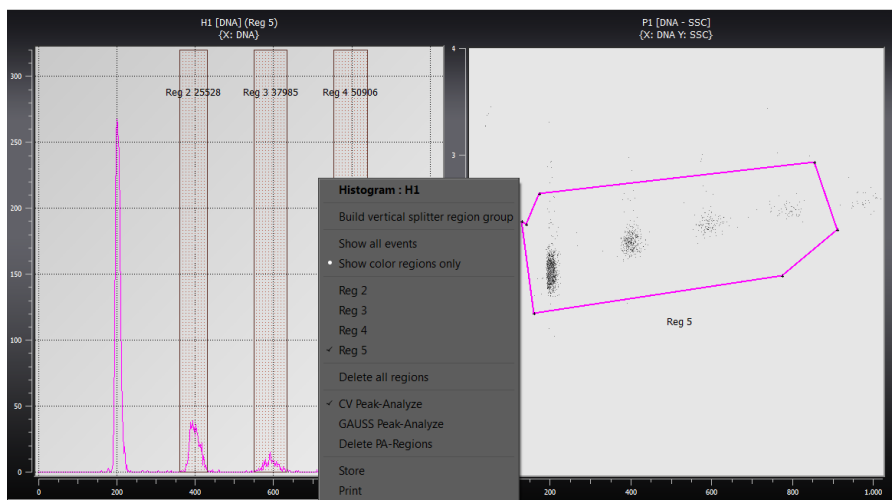 H1 [DNA] (Reg 5)
{X: DNA}
300
250
200
150
100
50
0
Reg 2 25528
Reg 3 37985
Reg 4 50906
0
200
400
600
Histogram : H1
Build vertical splitter region group
Show all events
Show color regions only
Reg 2
Reg 3
Reg 4
Reg 5
Delete all regions
CV Peak-Analyze
GAUSS Peak-Analyze
Delete PA-Regions
Store
Print
P1 [DNA - SSC]
{X: DNA Y: SSC}
4
3
Reg 5
200
400
600
800
1.000